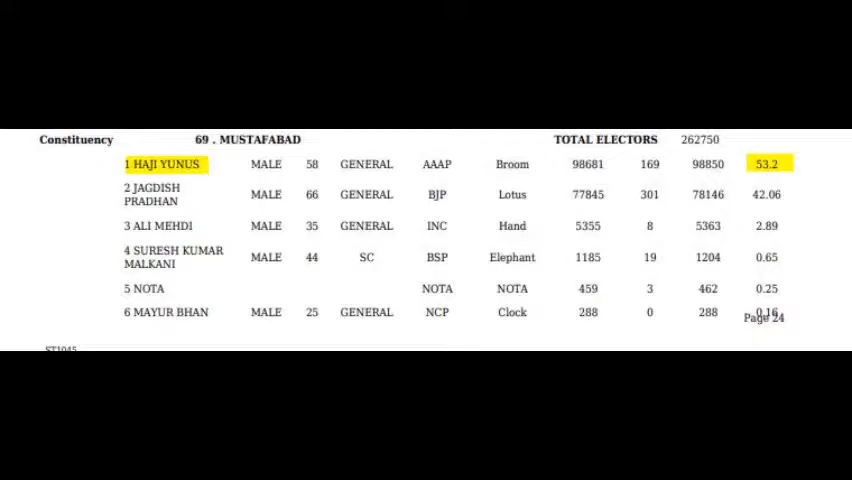 Constituency 69 . MUSTAFABAD TOTAL ELECTORS 262750
1 HAJI YUNUS MALE 58 GENERAL AAAP Broom 98681 169 98850 53.2
2 JAGDISH PRADHAN MALE 66 GENERAL BJP Lotus 77845 301 78146 42.06
3 ALI MEHDI MALE 35 GENERAL INC Hand 5355 8 5363 2.89
4 SURESH KUMAR MALKANI MALE 44 SC BSP Elephant 1185 19 1204 0.65
5 NOTA NOTA NOTA 459 3 462 0.25
6 MAYUR BHAN MALE 25 GENERAL NCP Clock 288 0 288 0.16
Page 24